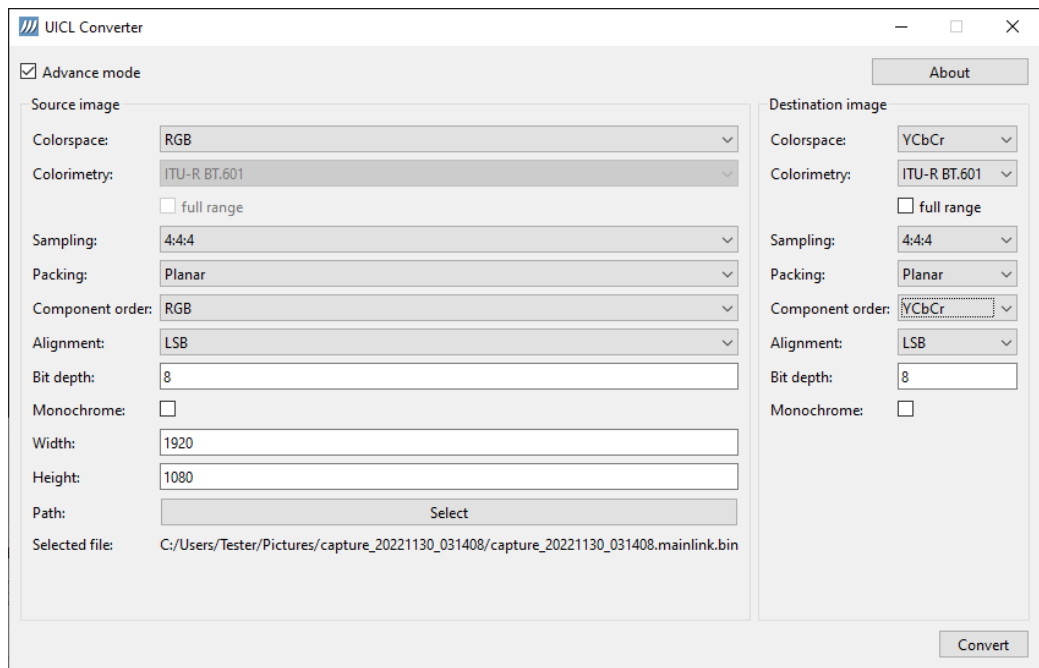 UICL Converter
Advance mode
About
Source image
Colorspace: RGB
Colorimetry: ITU-R BT.601
full range
Sampling: 4:4:4
Packing: Planar
Component order: RGB
Alignment: LSB
Bit depth: 8
Monochrome:
Width: 1920
Height: 1080
Path: Select
Selected file: C:/Users/Tester/Pictures/capture_20221130_031408/capture_20221130_031408.mainlink.bin
Destination image
Colorspace: YCbCr
Colorimetry: ITU-R BT.601
full range
Sampling: 4:4:4
Packing: Planar
Component order: YCbCr
Alignment: LSB
Bit depth: 8
Monochrome:
Convert